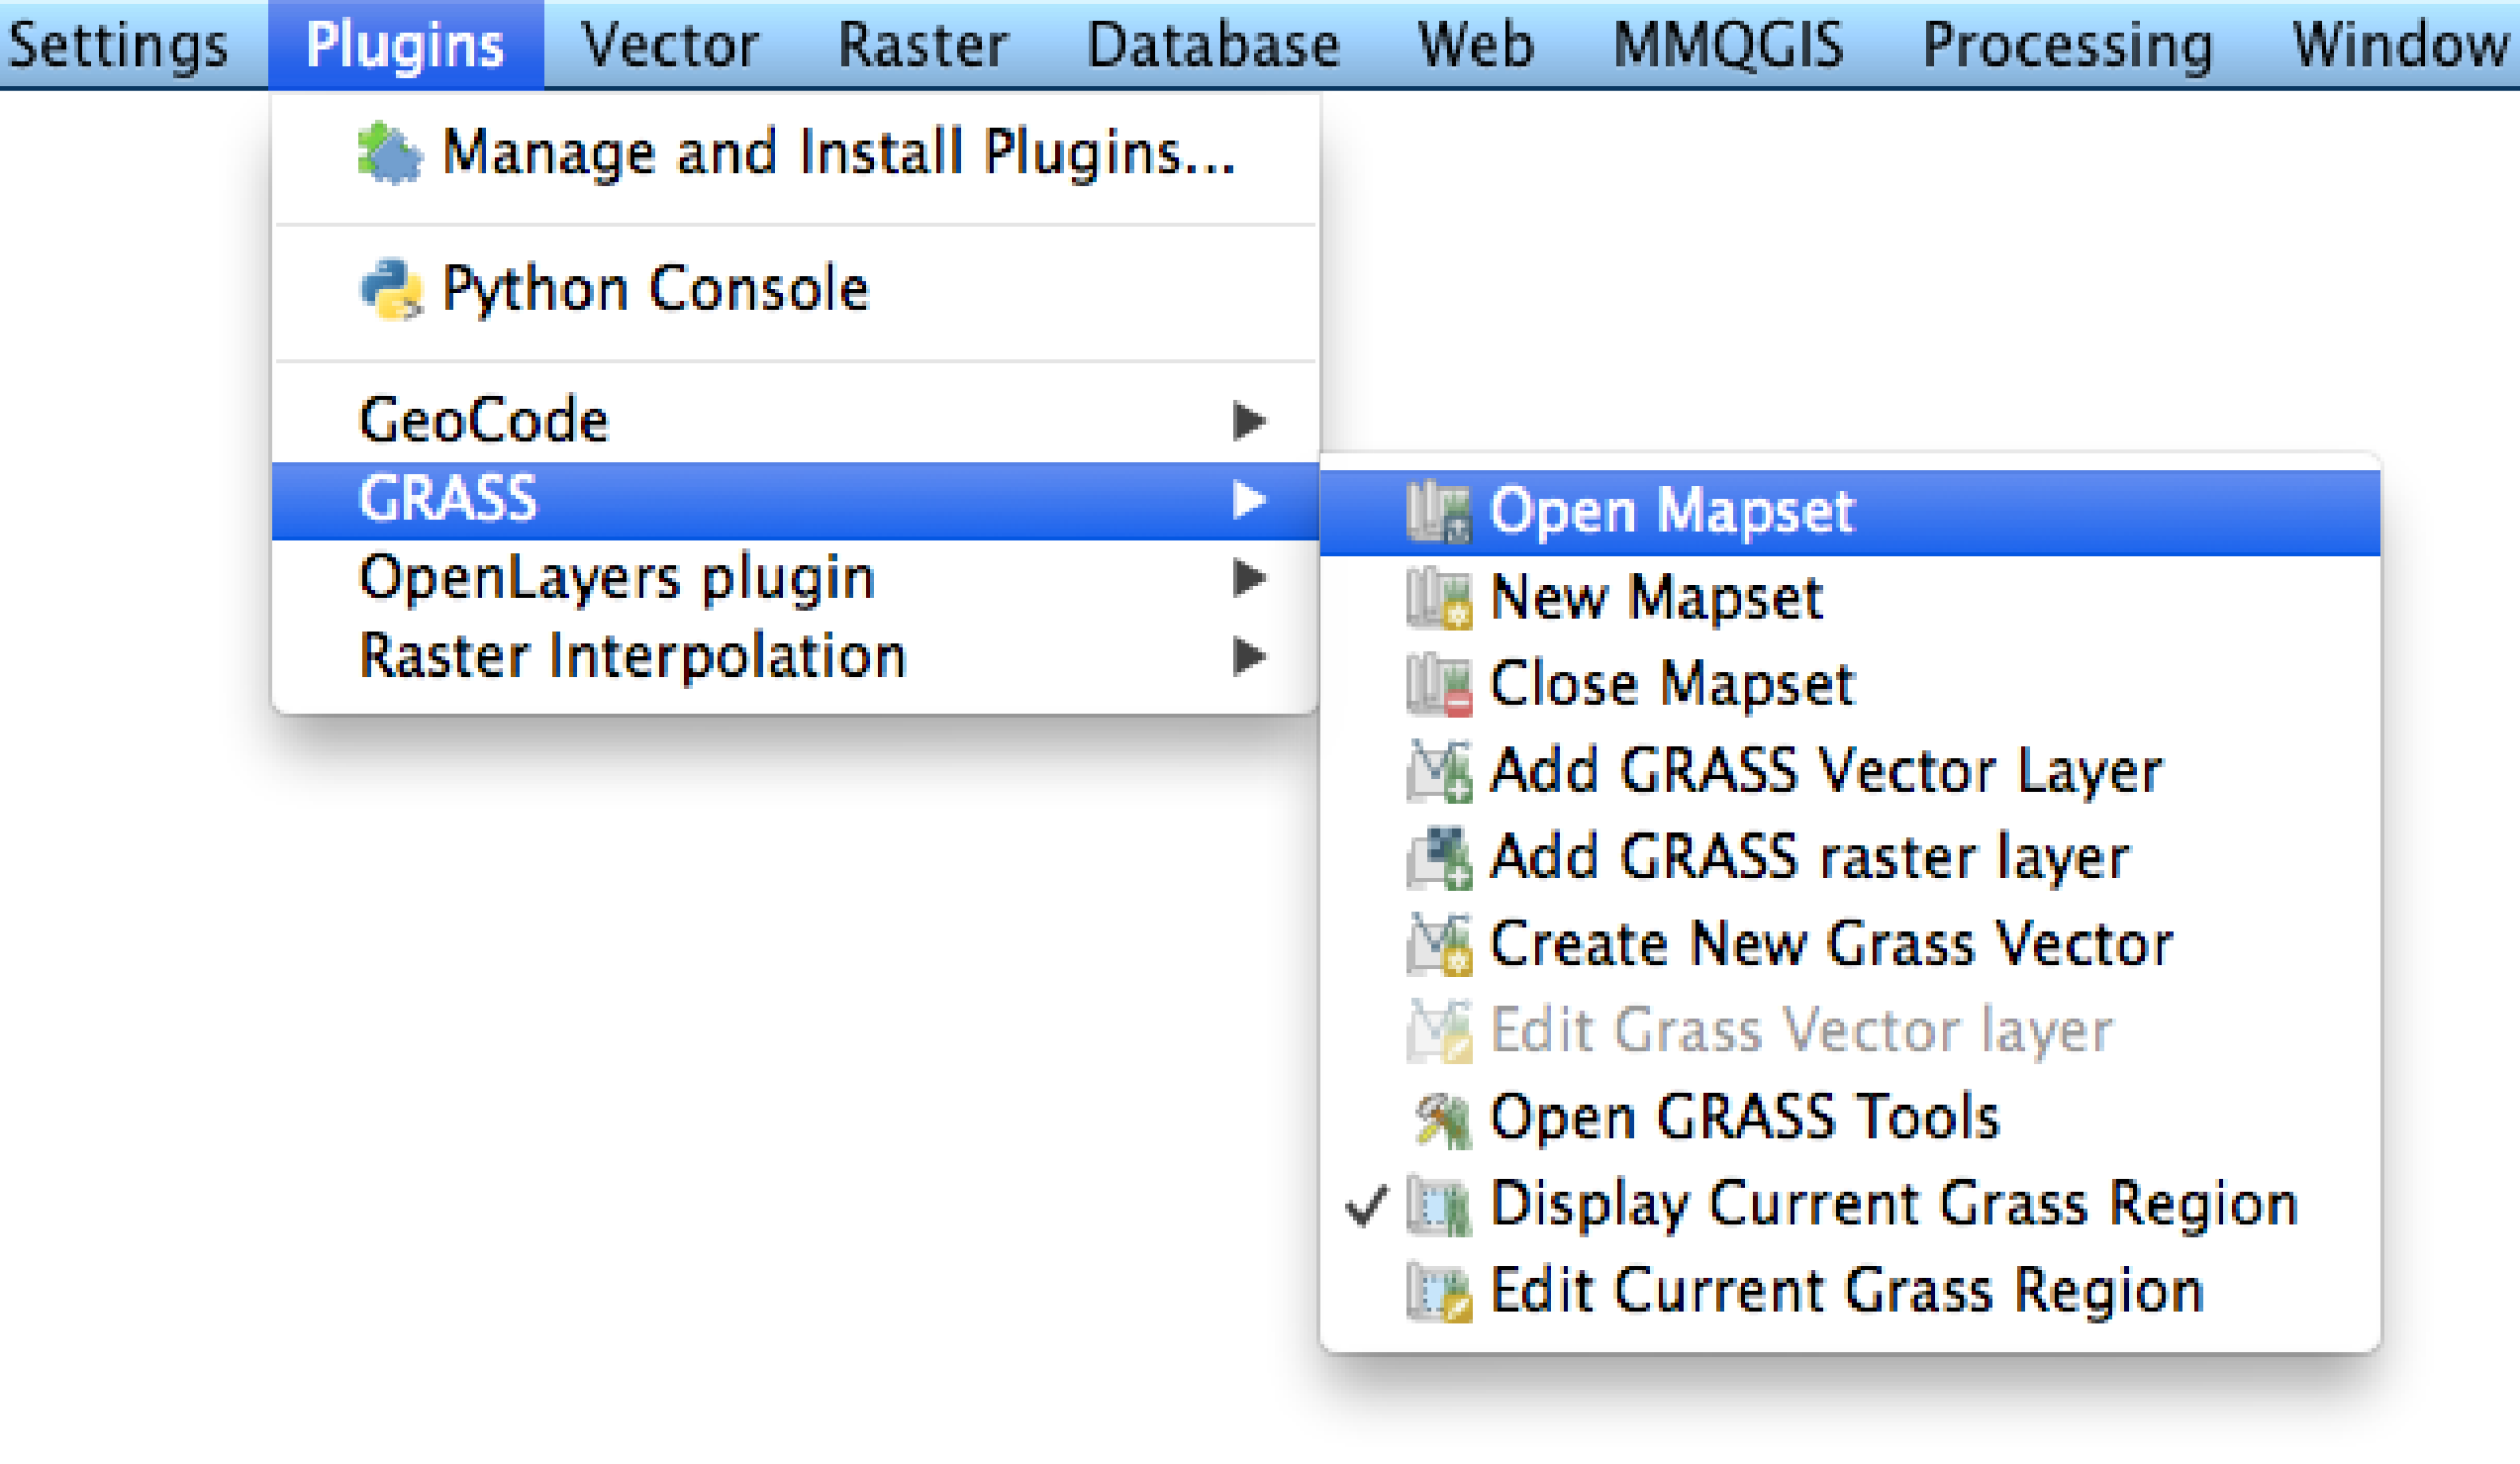 Settings Plugins Vector Raster Database Web MMQGIS Processing Window
Manage and Install Plugins...
Python Console
GeoCode
GRASS
OpenLayers plugin
Raster Interpolation
Open Mapset
New Mapset
Close Mapset
Add GRASS Vector Layer
Add GRASS raster layer
Create New Grass Vector
Edit Grass Vector layer
Open GRASS Tools
Display Current Grass Region
Edit Current Grass Region